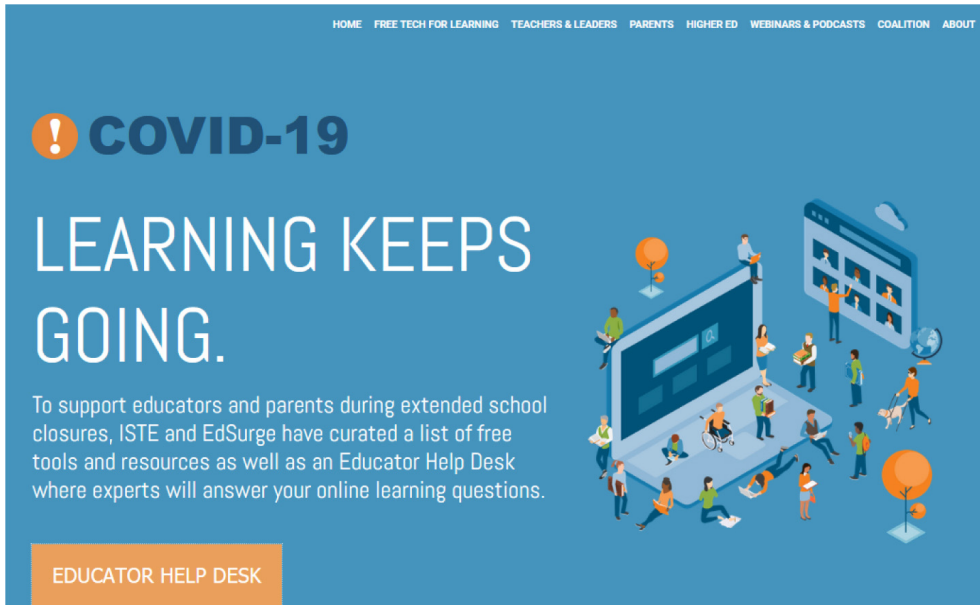 HOME FREE TECH FOR LEARNING TEACHERS & LEADERS PARENTS HIGHER ED WEBINARS & PODCASTS COALITION ABOUT
! COVID-19
LEARNING KEEPS
GOING.
To support educators and parents during extended school
closures, ISTE and EdSurge have curated a list of free
tools and resources as well as an Educator Help Desk
where experts will answer your online learning questions.
EDUCATOR HELP DESK
a